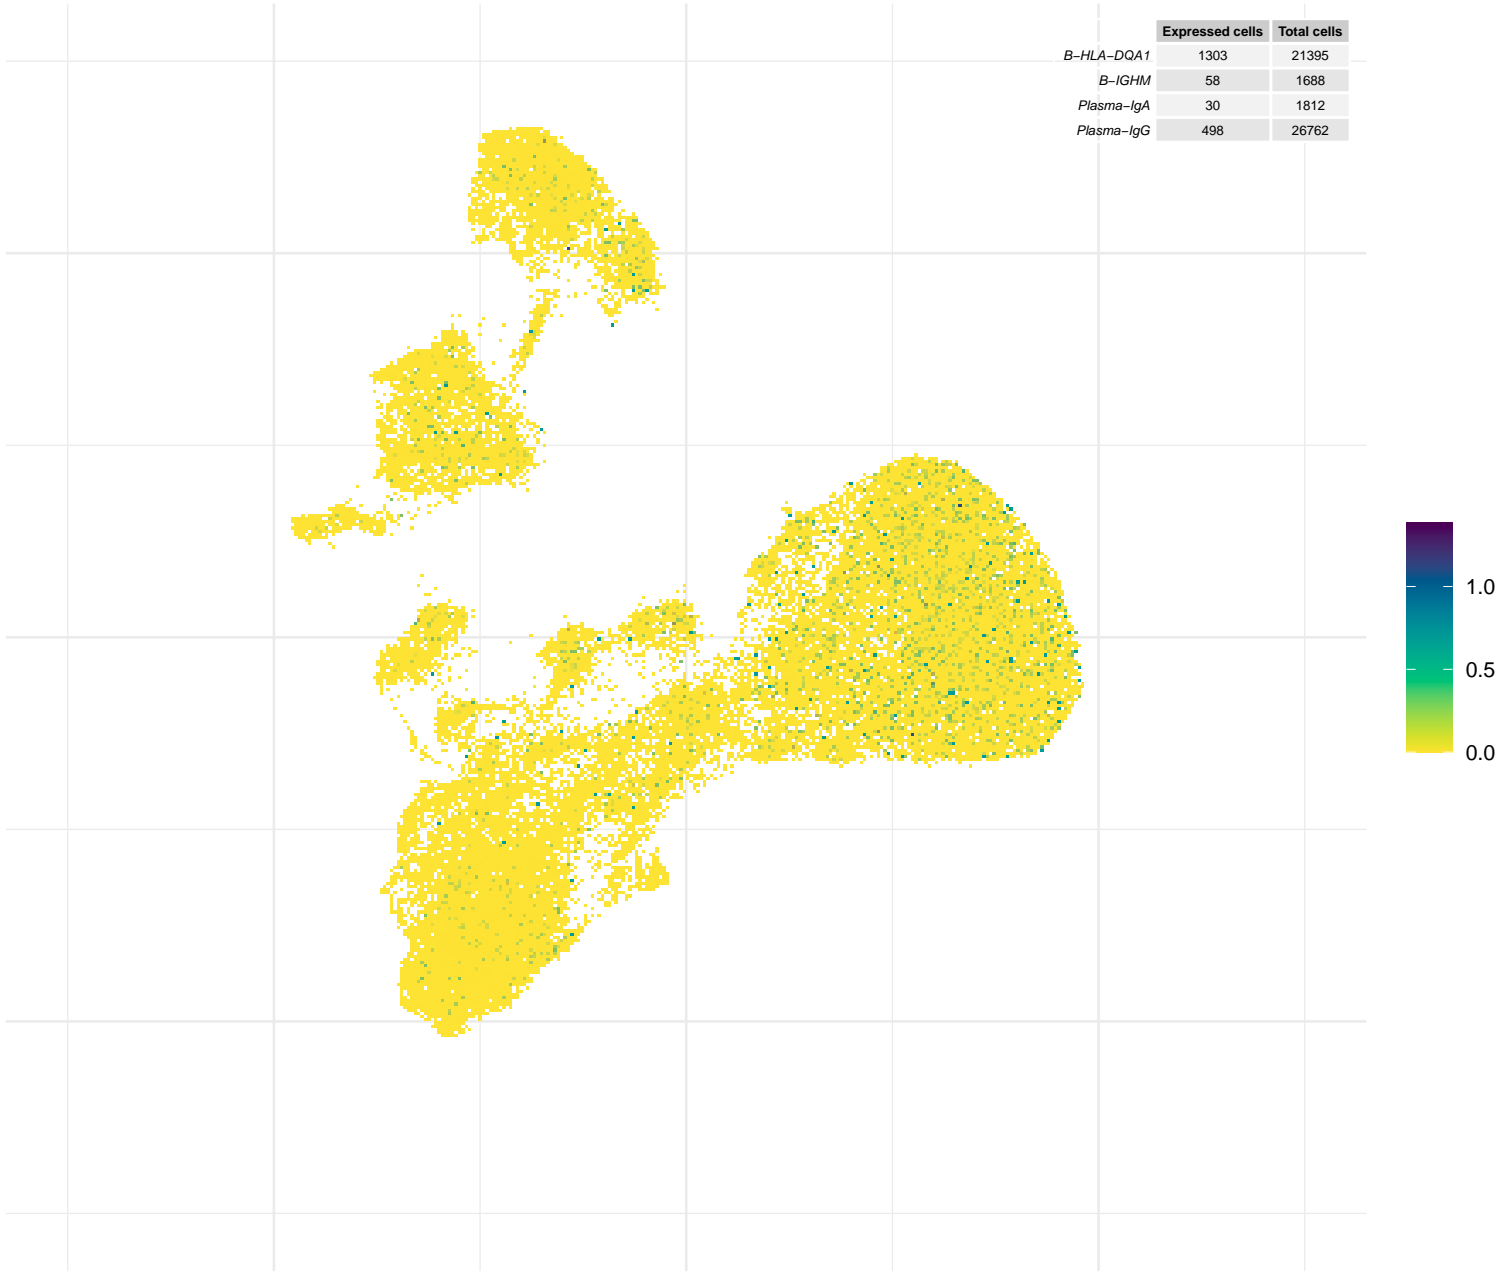 Expressed cells Total cells
B−HLA−DQA1 1303 21395
B−IGHM 58 1688
Plasma−IgA 30 1812
Plasma−IgG 498 26762
1.0
0.5
0.0